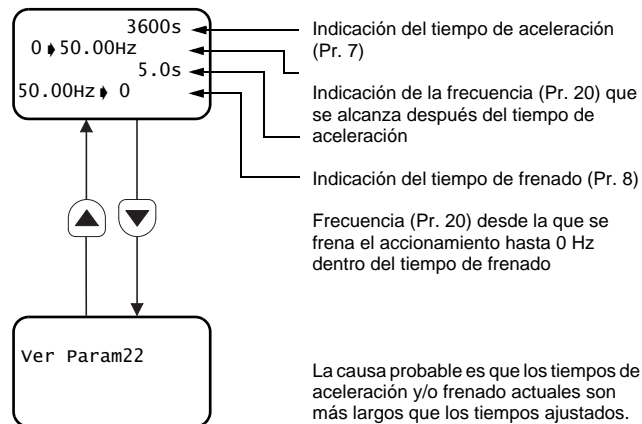 3600s
0 ➧ 50.00Hz
5.0s
50.00Hz ➧ 0
Indicación del tiempo de aceleración
(Pr. 7)
Indicación de la frecuencia (Pr. 20) que
se alcanza después del tiempo de
aceleración
Indicación del tiempo de frenado (Pr. 8)
Frecuencia (Pr. 20) desde la que se
frena el accionamiento hasta 0 Hz
dentro del tiempo de frenado
Ver Param22
La causa probable es que los tiempos de
aceleración y/o frenado actuales son
más largos que los tiempos ajustados.